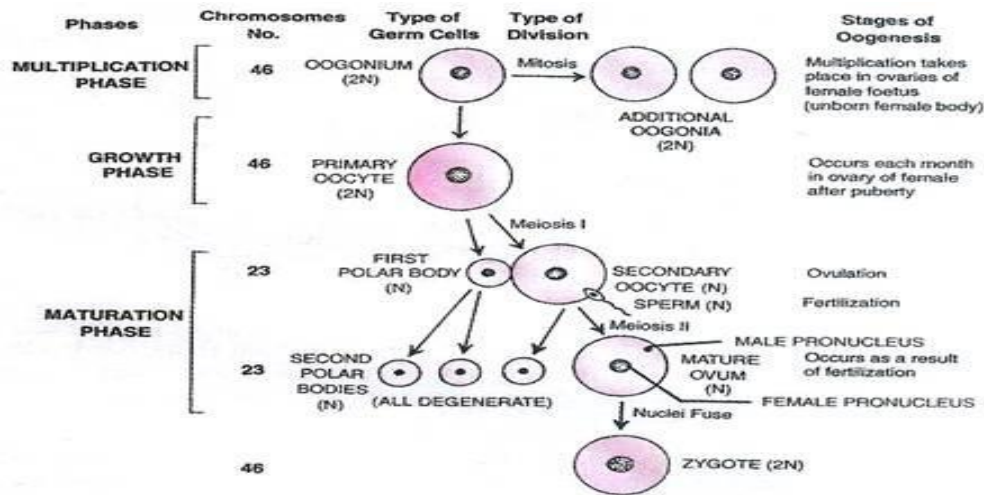 Phases
Chromosomes
No.
Type of
Germ Cells
Type of
Division
Stages of
Oogenesis
MULTIPLICATION
PHASE
46
OOGONIUM
(2N)
Mitosis
Multiplication takes
place in ovaries of
female foetus
(unborn female body)
ADDITIONAL
OOGONIA
(2N)
GROWTH
PHASE
46
PRIMARY
OOCYTE
(2N)
Occurs each month
in ovary of female
after puberty
Meiosis I
MATURATION
PHASE
23
FIRST
POLAR BODY
(N)
SECONDARY
OOCYTE (N)
Ovulation
SPERM (N)
Fertilization
Meiosis II
MALE PRONUCLEUS
23
SECOND
POLAR
BODIES
(N)
(ALL DEGENERATE)
MATURE
OVUM
(N)
Occurs as a result
of fertilization
FEMALE PRONUCLEUS
Nuclei Fuse
46
ZYGOTE (2N)